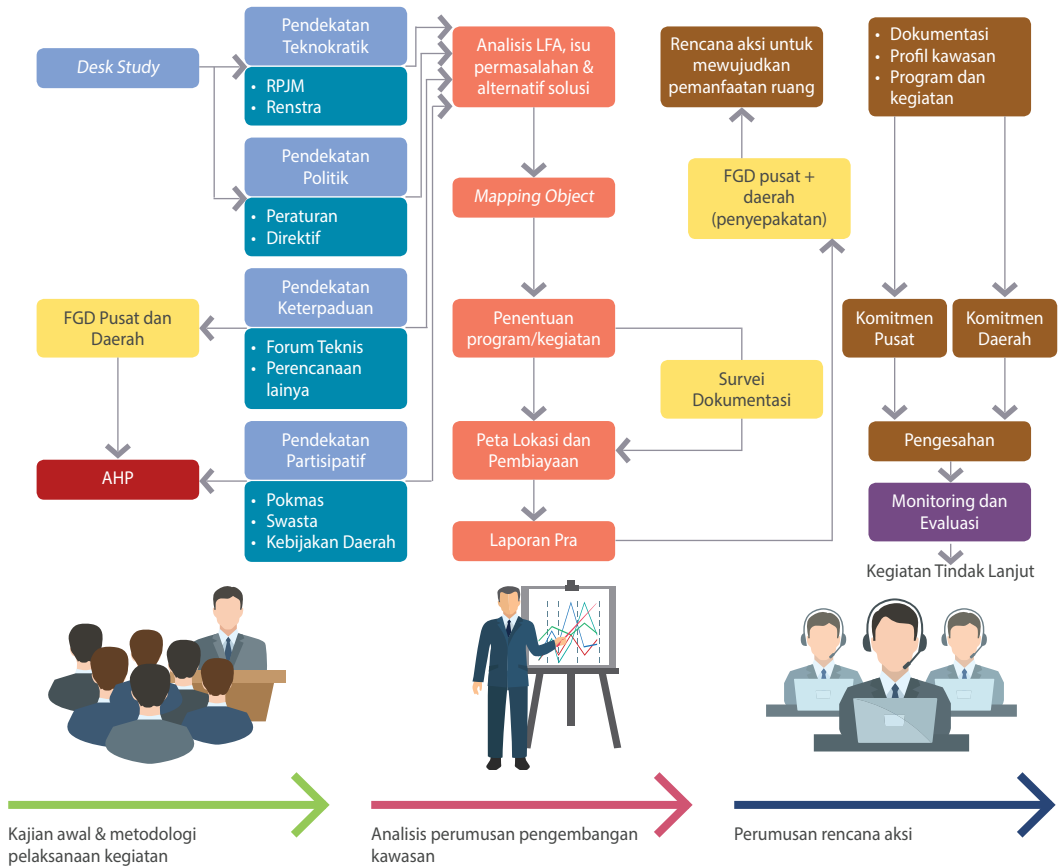 Desk Study
Pendekatan
Teknokratik
• RPJM
• Renstra
Pendekatan
Politik
• Peraturan
• Direktif
Pendekatan
Keterpaduan
• Forum Teknis
• Perencanaan
lainya
Pendekatan
Partisipatif
• Pokmas
• Swasta
• Kebijakan Daerah
FGD Pusat dan
Daerah
AHP
Analisis LFA, isu
permasalahan &
alternatif solusi
Mapping Object
Penentuan
program/kegiatan
Survei
Dokumentasi
Peta Lokasi dan
Pembiayaan
Laporan Pra
Rencana aksi untuk
mewujudkan
pemanfaatan ruang
FGD pusat +
daerah
(penyepakatan)
• Dokumentasi
• Profil kawasan
• Program dan
kegiatan
Komitmen
Pusat
Komitmen
Daerah
Pengesahan
Monitoring dan
Evaluasi
Kegiatan Tindak Lanjut
Kajian awal & metodologi
pelaksanaan kegiatan
Analisis perumusan pengembangan
kawasan
Perumusan rencana aksi